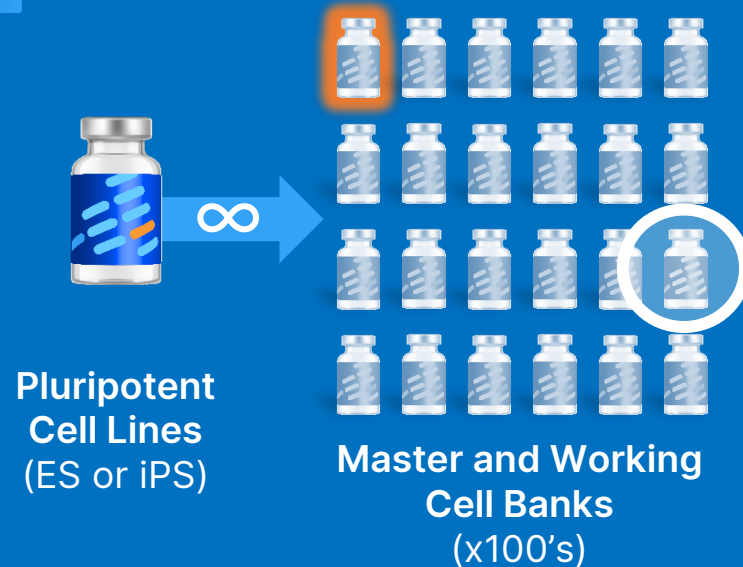 ∞
Pluripotent
Cell Lines
(ES or iPS)
Master and Working
Cell Banks
(x100's)